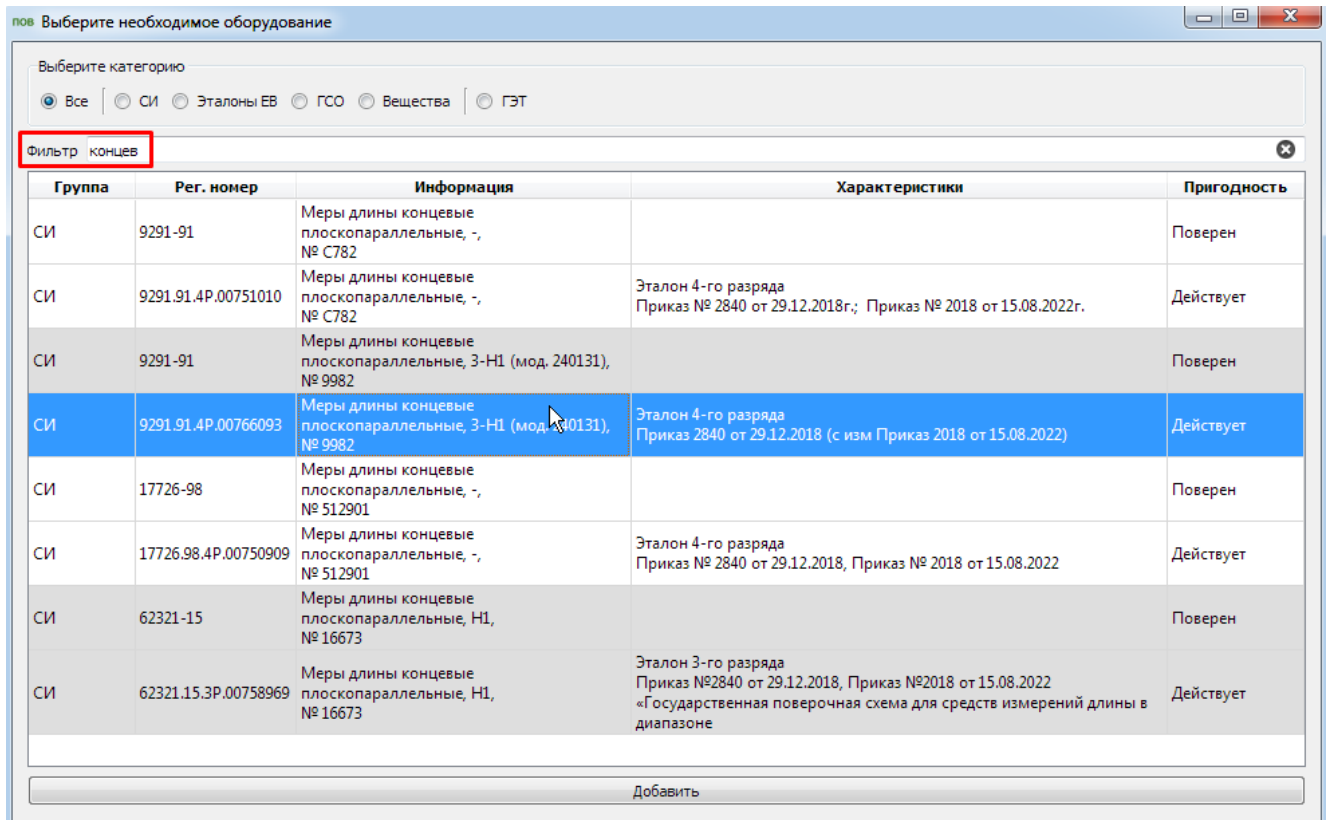 пов Выберите необходимое оборудование
Выберите категорию
Все СИ Эталоны ЕВ ГСО Вещества ГЭТ
Фильтр концев
Группа Рег. номер Информация Характеристики Пригодность
СИ 9291-91 Меры длины концевые
плоскопараллельные, -,
№ С782
Поверен
СИ 9291.91.4Р.00751010 Меры длины концевые
плоскопараллельные, -,
№ С782
Эталон 4-го разряда
Приказ № 2840 от 29.12.2018г.; Приказ № 2018 от 15.08.2022г.
Действует
СИ 9291-91 Меры длины концевые
плоскопараллельные, 3-Н1 (мод. 240131),
№ 9982
Поверен
СИ 9291.91.4Р.00766093 Меры длины концевые
плоскопараллельные, 3-Н1 (мод. 240131),
№ 9982
Эталон 4-го разряда
Приказ 2840 от 29.12.2018 (с изм Приказ 2018 от 15.08.2022)
Действует
СИ 17726-98 Меры длины концевые
плоскопараллельные, -,
№ 512901
Поверен
СИ 17726.98.4Р.00750909 Меры длины концевые
плоскопараллельные, -,
№ 512901
Эталон 4-го разряда
Приказ № 2840 от 29.12.2018, Приказ № 2018 от 15.08.2022
Действует
СИ 62321-15 Меры длины концевые
плоскопараллельные, Н1,
№ 16673
Поверен
СИ 62321.15.3Р.00758969 Меры длины концевые
плоскопараллельные, Н1,
№ 16673
Эталон 3-го разряда
Приказ №2840 от 29.12.2018, Приказ №2018 от 15.08.2022
«Государственная поверочная схема для средств измерений длины в
диапазоне
Действует
Добавить